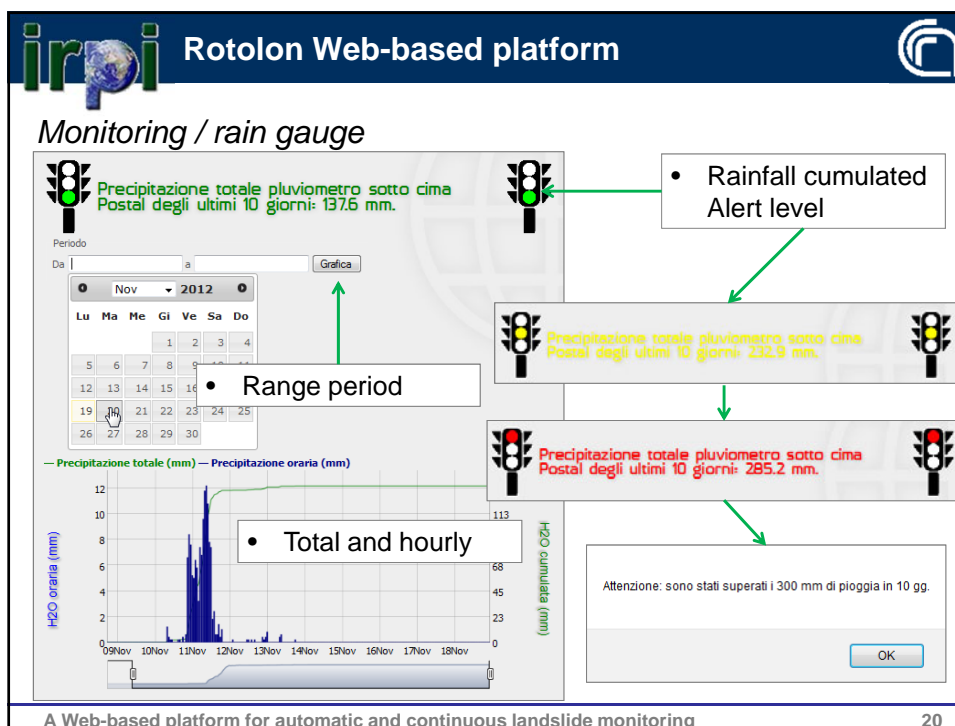 irpi
Rotolon Web-based platform
Monitoring / rain gauge
Precipitazione totale pluviometro sotto cima
Postal degli ultimi 10 giorni: 137.6 mm.
• Rainfall cumulated
Alert level
Periodo
Da
a
Grafica
Nov 2012
Lu Ma Me Gi Ve Sa Do
1 2 3 4
5 6 7 8 9
12 13 14 15 16
19 20 21 22 23 24 25
26 27 28 29 30
• Range period
Precipitazione totale pluviometro sotto cima
Postal degli ultimi 10 giorni: 232.9 mm.
Precipitazione totale pluviometro sotto cima
Postal degli ultimi 10 giorni: 285.2 mm.
— Precipitazione totale (mm) — Precipitazione oraria (mm)
H2O oraria (mm)
12
10
8
6
4
2
0
113
68
45
23
0
H2O cumulata (mm)
• Total and hourly
09Nov 10Nov 11Nov 12Nov 13Nov 14Nov 15Nov 16Nov 17Nov 18Nov
Attenzione: sono stati superati i 300 mm di pioggia in 10 gg.
OK
A Web-based platform for automatic and continuous landslide monitoring
20